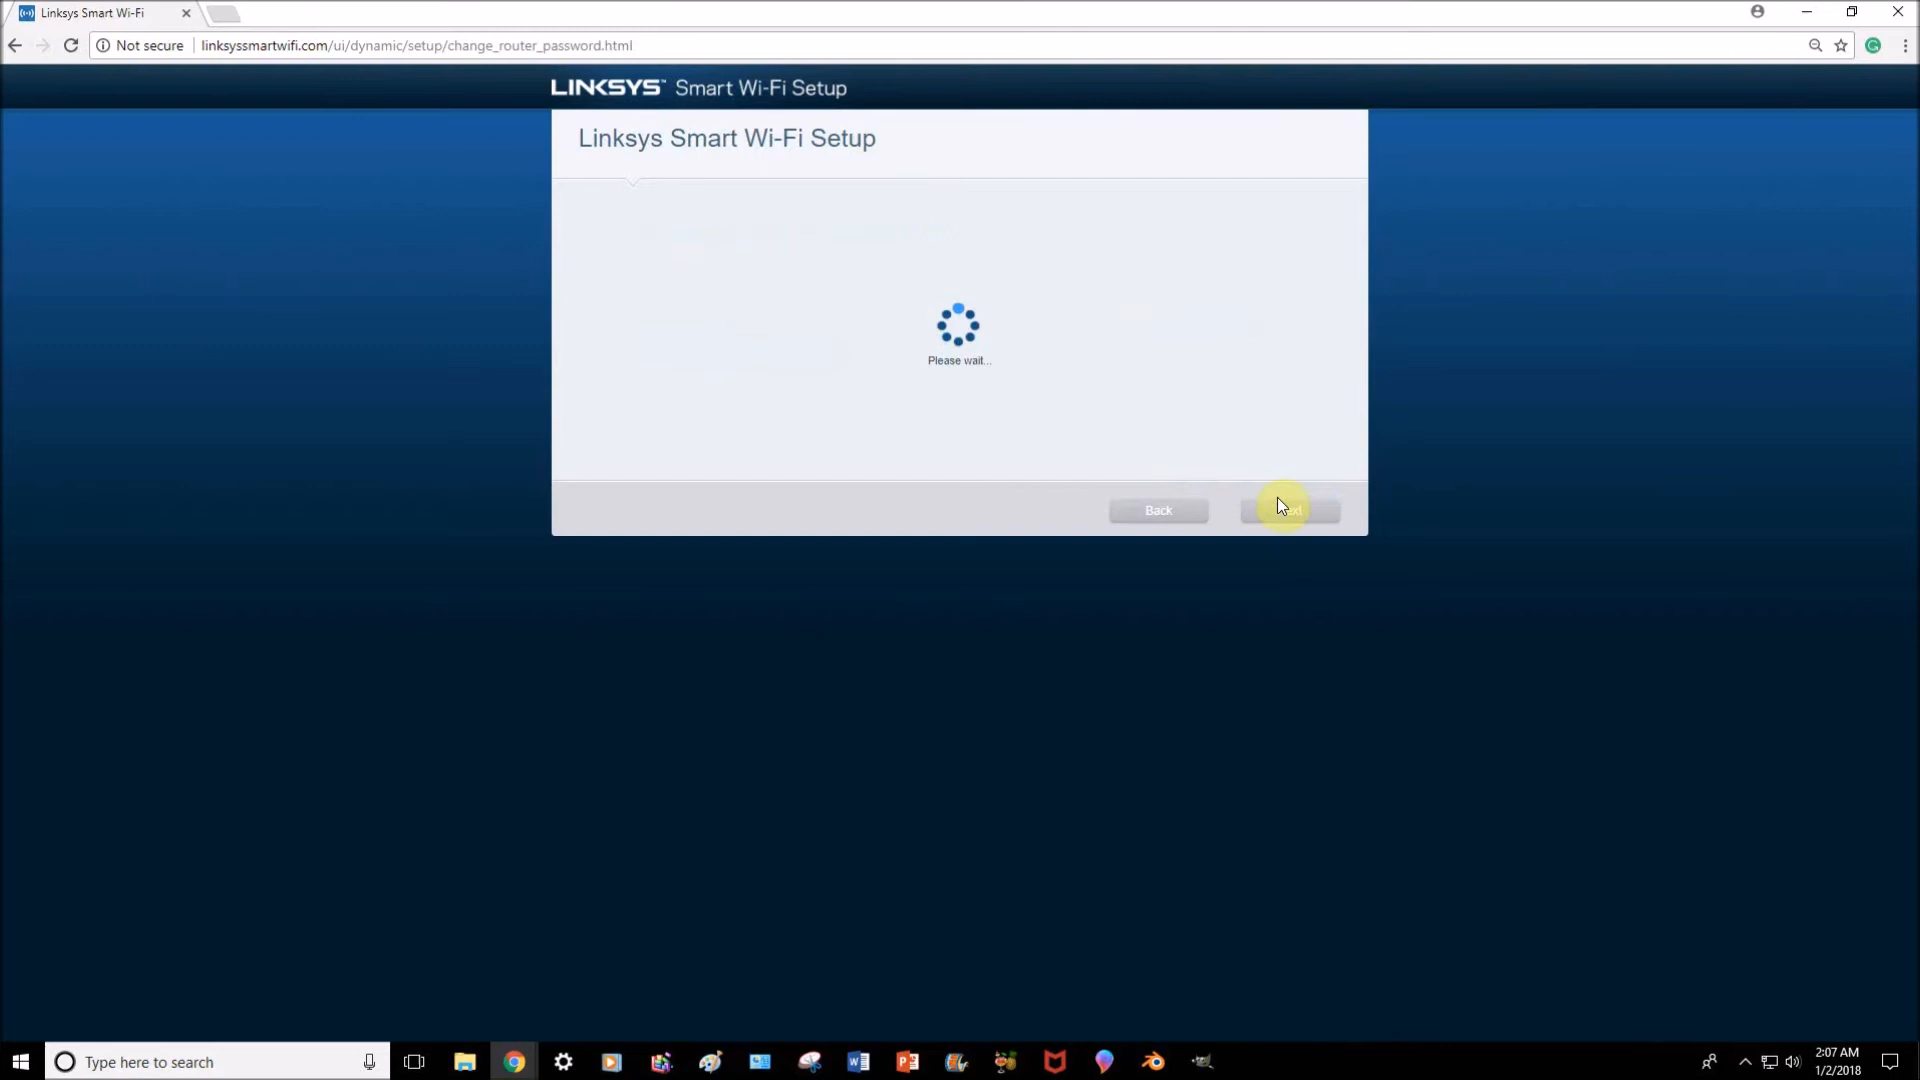 Linksys Smart Wi-Fi
Not secure
linksyssmartwifi.com/ui/dynamic/setup/change_router_password.html
LINKSYS™ Smart Wi-Fi Setup
Linksys Smart Wi-Fi Setup
Please wait...
Back
Type here to search
2:07 AM
1/2/2018